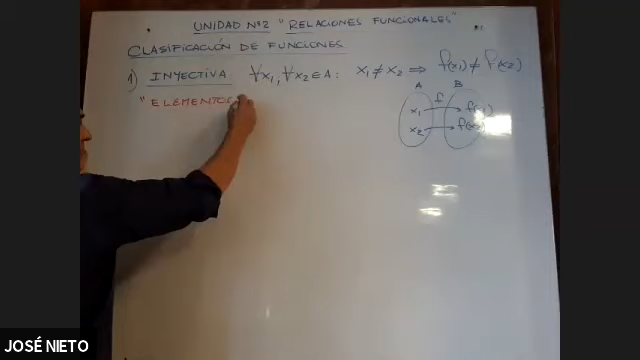 UNIDAD Nº2 "RELACIONES FUNCIONALES"
CLASIFICACIÓN DE FUNCIONES
1) INYECTIVA ∀x₁, ∀x₂ ∈ A: x₁ ≠ x₂ ⇒ f(x₁) ≠ f(x₂)
A f B
"ELEMENTOS
x₁ f(x₁)
x₂ f(x₂)
JOSÉ NIETO